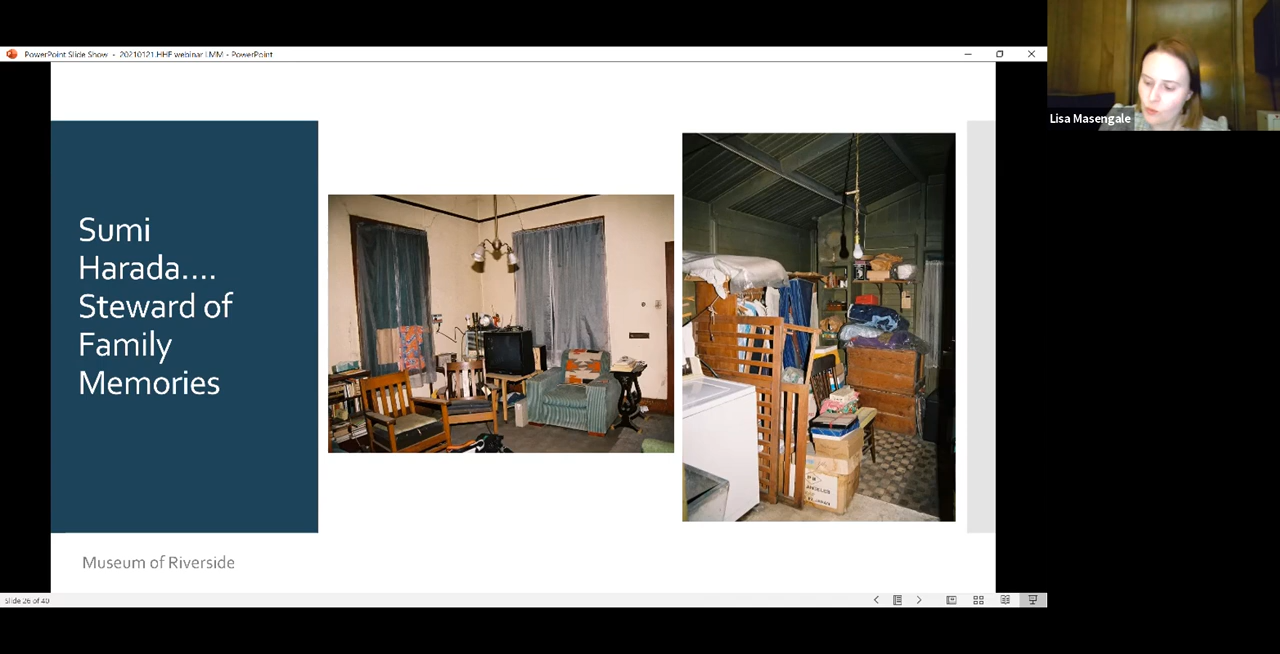 PowerPoint Slide Show - 20210121.HHF webinar LMM - PowerPoint
Lisa Masengale
Sumi
Harada....
Steward of
Family
Memories
Museum of Riverside
Slide 26 of 40